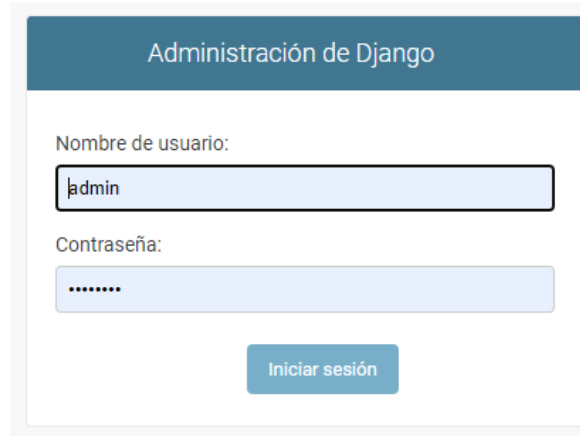 Administración de Django
Nombre de usuario:
admin
Contraseña:
••••••••
Iniciar sesión